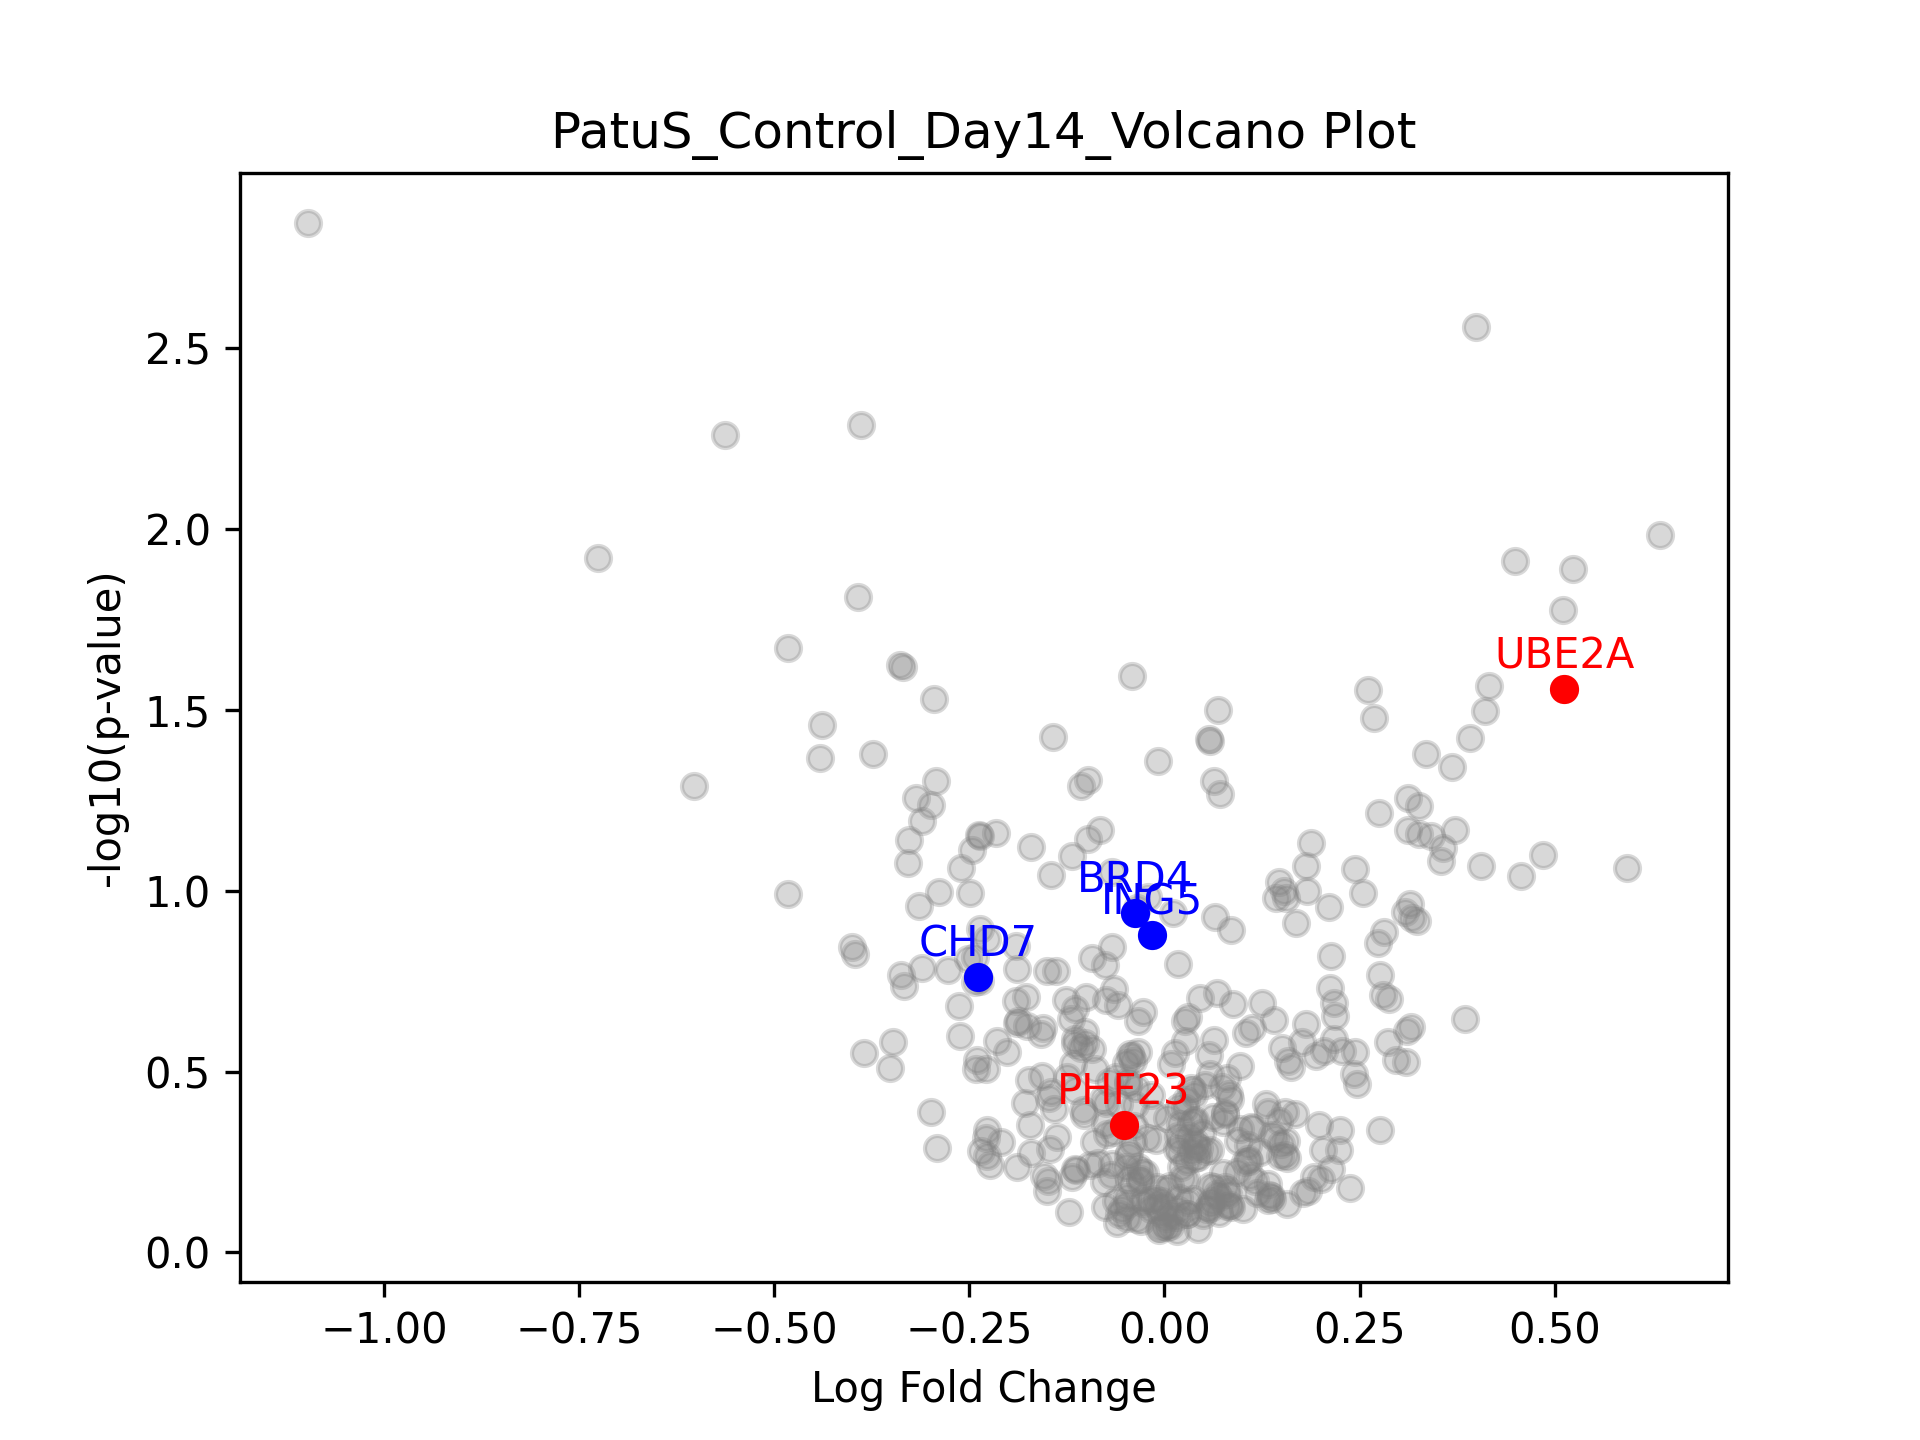 PatuS_Control_Day14_Volcano Plot
-log10(p-value)
2.5
2.0
1.5
1.0
0.5
0.0
UBE2A
BRD4
ING5
CHD7
PHF23
−1.00
−0.75
−0.50
−0.25
0.00
0.25
0.50
Log Fold Change